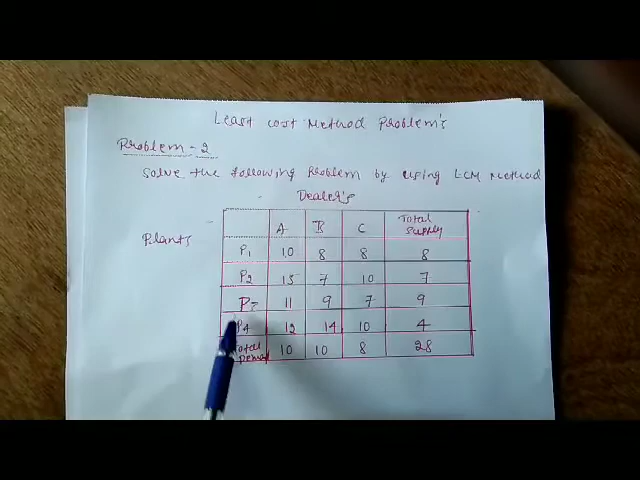 Least cost Method Problem's
Problem-2
Solve the following Problem by using LCM Method
Dealer's
Plants
A B C Total Supply
P1 10 8 8 8
P2 15 7 10 7
P3 11 9 7 9
P4 12 14 10 4
Total 10 10 8 28